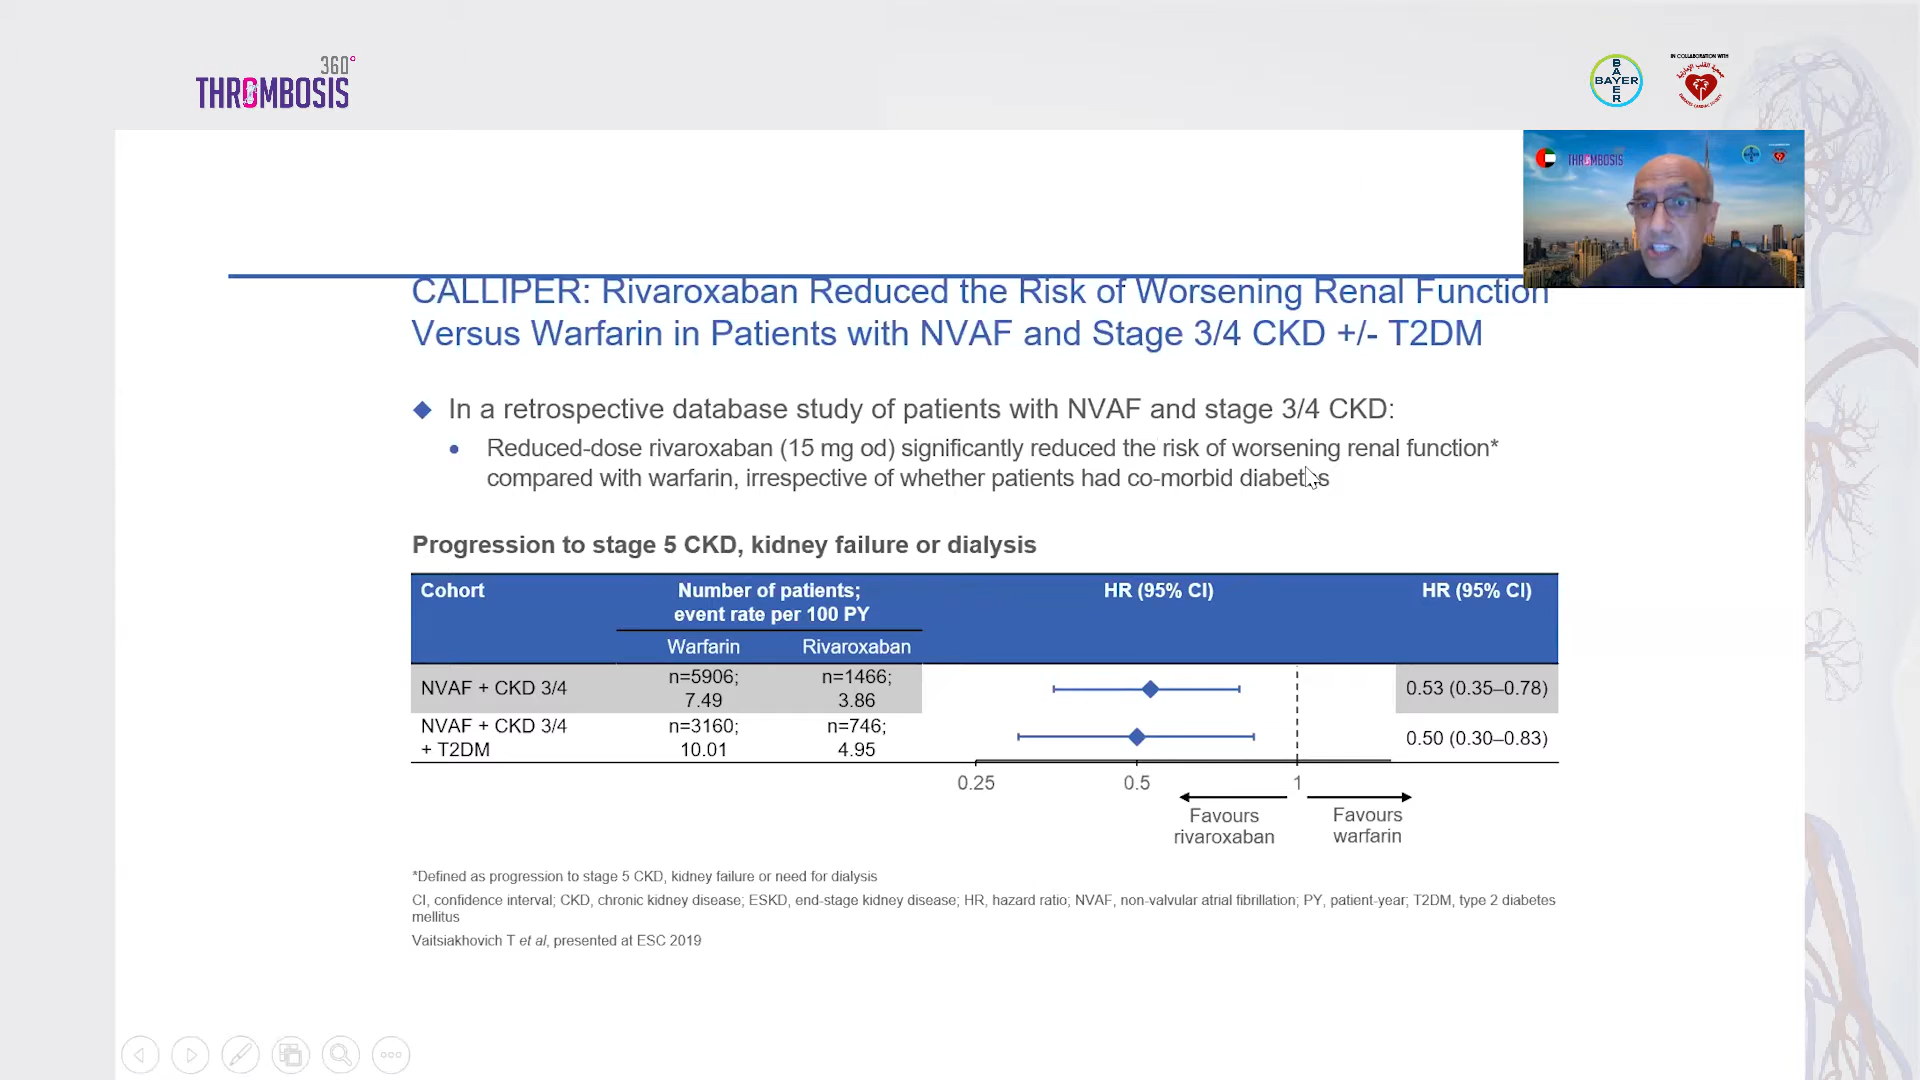 360°
THROMBOSIS
BAYER
BAYER
IN COLLABORATION WITH
جمعية القلب الإماراتية
EMIRATES CARDIAC SOCIETY
THROMBOSIS
CALLIPER: Rivaroxaban Reduced the Risk of Worsening Renal Function
Versus Warfarin in Patients with NVAF and Stage 3/4 CKD +/- T2DM
In a retrospective database study of patients with NVAF and stage 3/4 CKD:
Reduced-dose rivaroxaban (15 mg od) significantly reduced the risk of worsening renal function*
compared with warfarin, irrespective of whether patients had co-morbid diabetes
Progression to stage 5 CKD, kidney failure or dialysis
Cohort
Number of patients;
event rate per 100 PY
HR (95% CI)
HR (95% CI)
Warfarin
Rivaroxaban
NVAF + CKD 3/4
n=5906;
7.49
n=1466;
3.86
0.53 (0.35–0.78)
NVAF + CKD 3/4
+ T2DM
n=3160;
10.01
n=746;
4.95
0.50 (0.30–0.83)
0.25
0.5
1
Favours
rivaroxaban
Favours
warfarin
*Defined as progression to stage 5 CKD, kidney failure or need for dialysis
CI, confidence interval; CKD, chronic kidney disease; ESKD, end-stage kidney disease; HR, hazard ratio; NVAF, non-valvular atrial fibrillation; PY, patient-year; T2DM, type 2 diabetes
mellitus
Vaitsiakhovich T et al, presented at ESC 2019